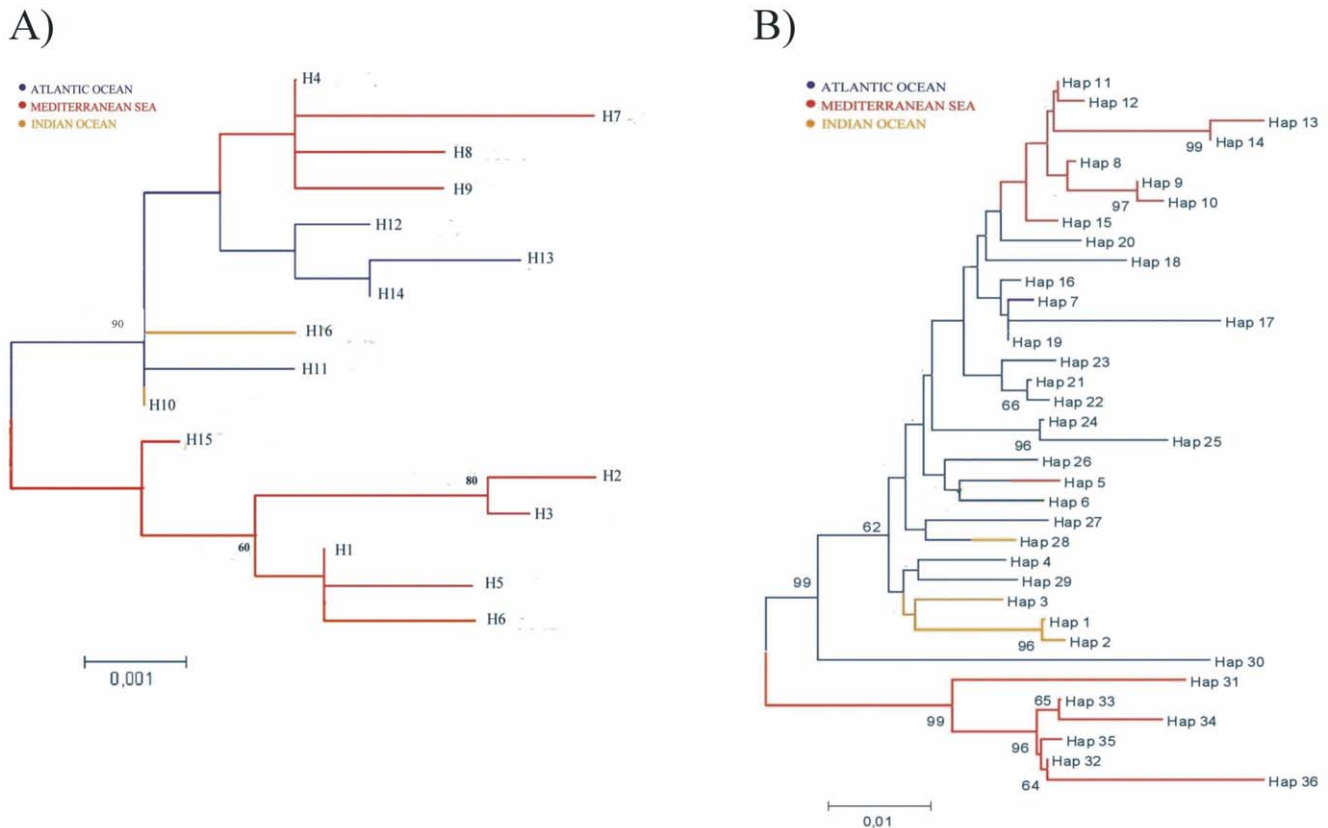 A)
ATLANTIC OCEAN
MEDITERRANEAN SEA
INDIAN OCEAN
H4
H7
H8
H9
H12
H13
H14
90
H16
H11
H10
H15
80
H2
H3
60
H1
H5
H6
0,001
B)
ATLANTIC OCEAN
MEDITERRANEAN SEA
INDIAN OCEAN
Hap 11
Hap 12
Hap 13
99
Hap 14
Hap 8
Hap 9
97
Hap 10
Hap 15
Hap 20
Hap 18
Hap 16
Hap 7
Hap 17
Hap 19
Hap 23
Hap 21
66
Hap 22
Hap 24
96
Hap 25
Hap 26
Hap 5
Hap 6
62
Hap 27
Hap 28
Hap 4
99
Hap 29
Hap 3
Hap 1
96
Hap 2
Hap 30
Hap 31
65
Hap 33
99
Hap 34
96
Hap 35
Hap 32
64
Hap 36
0,01